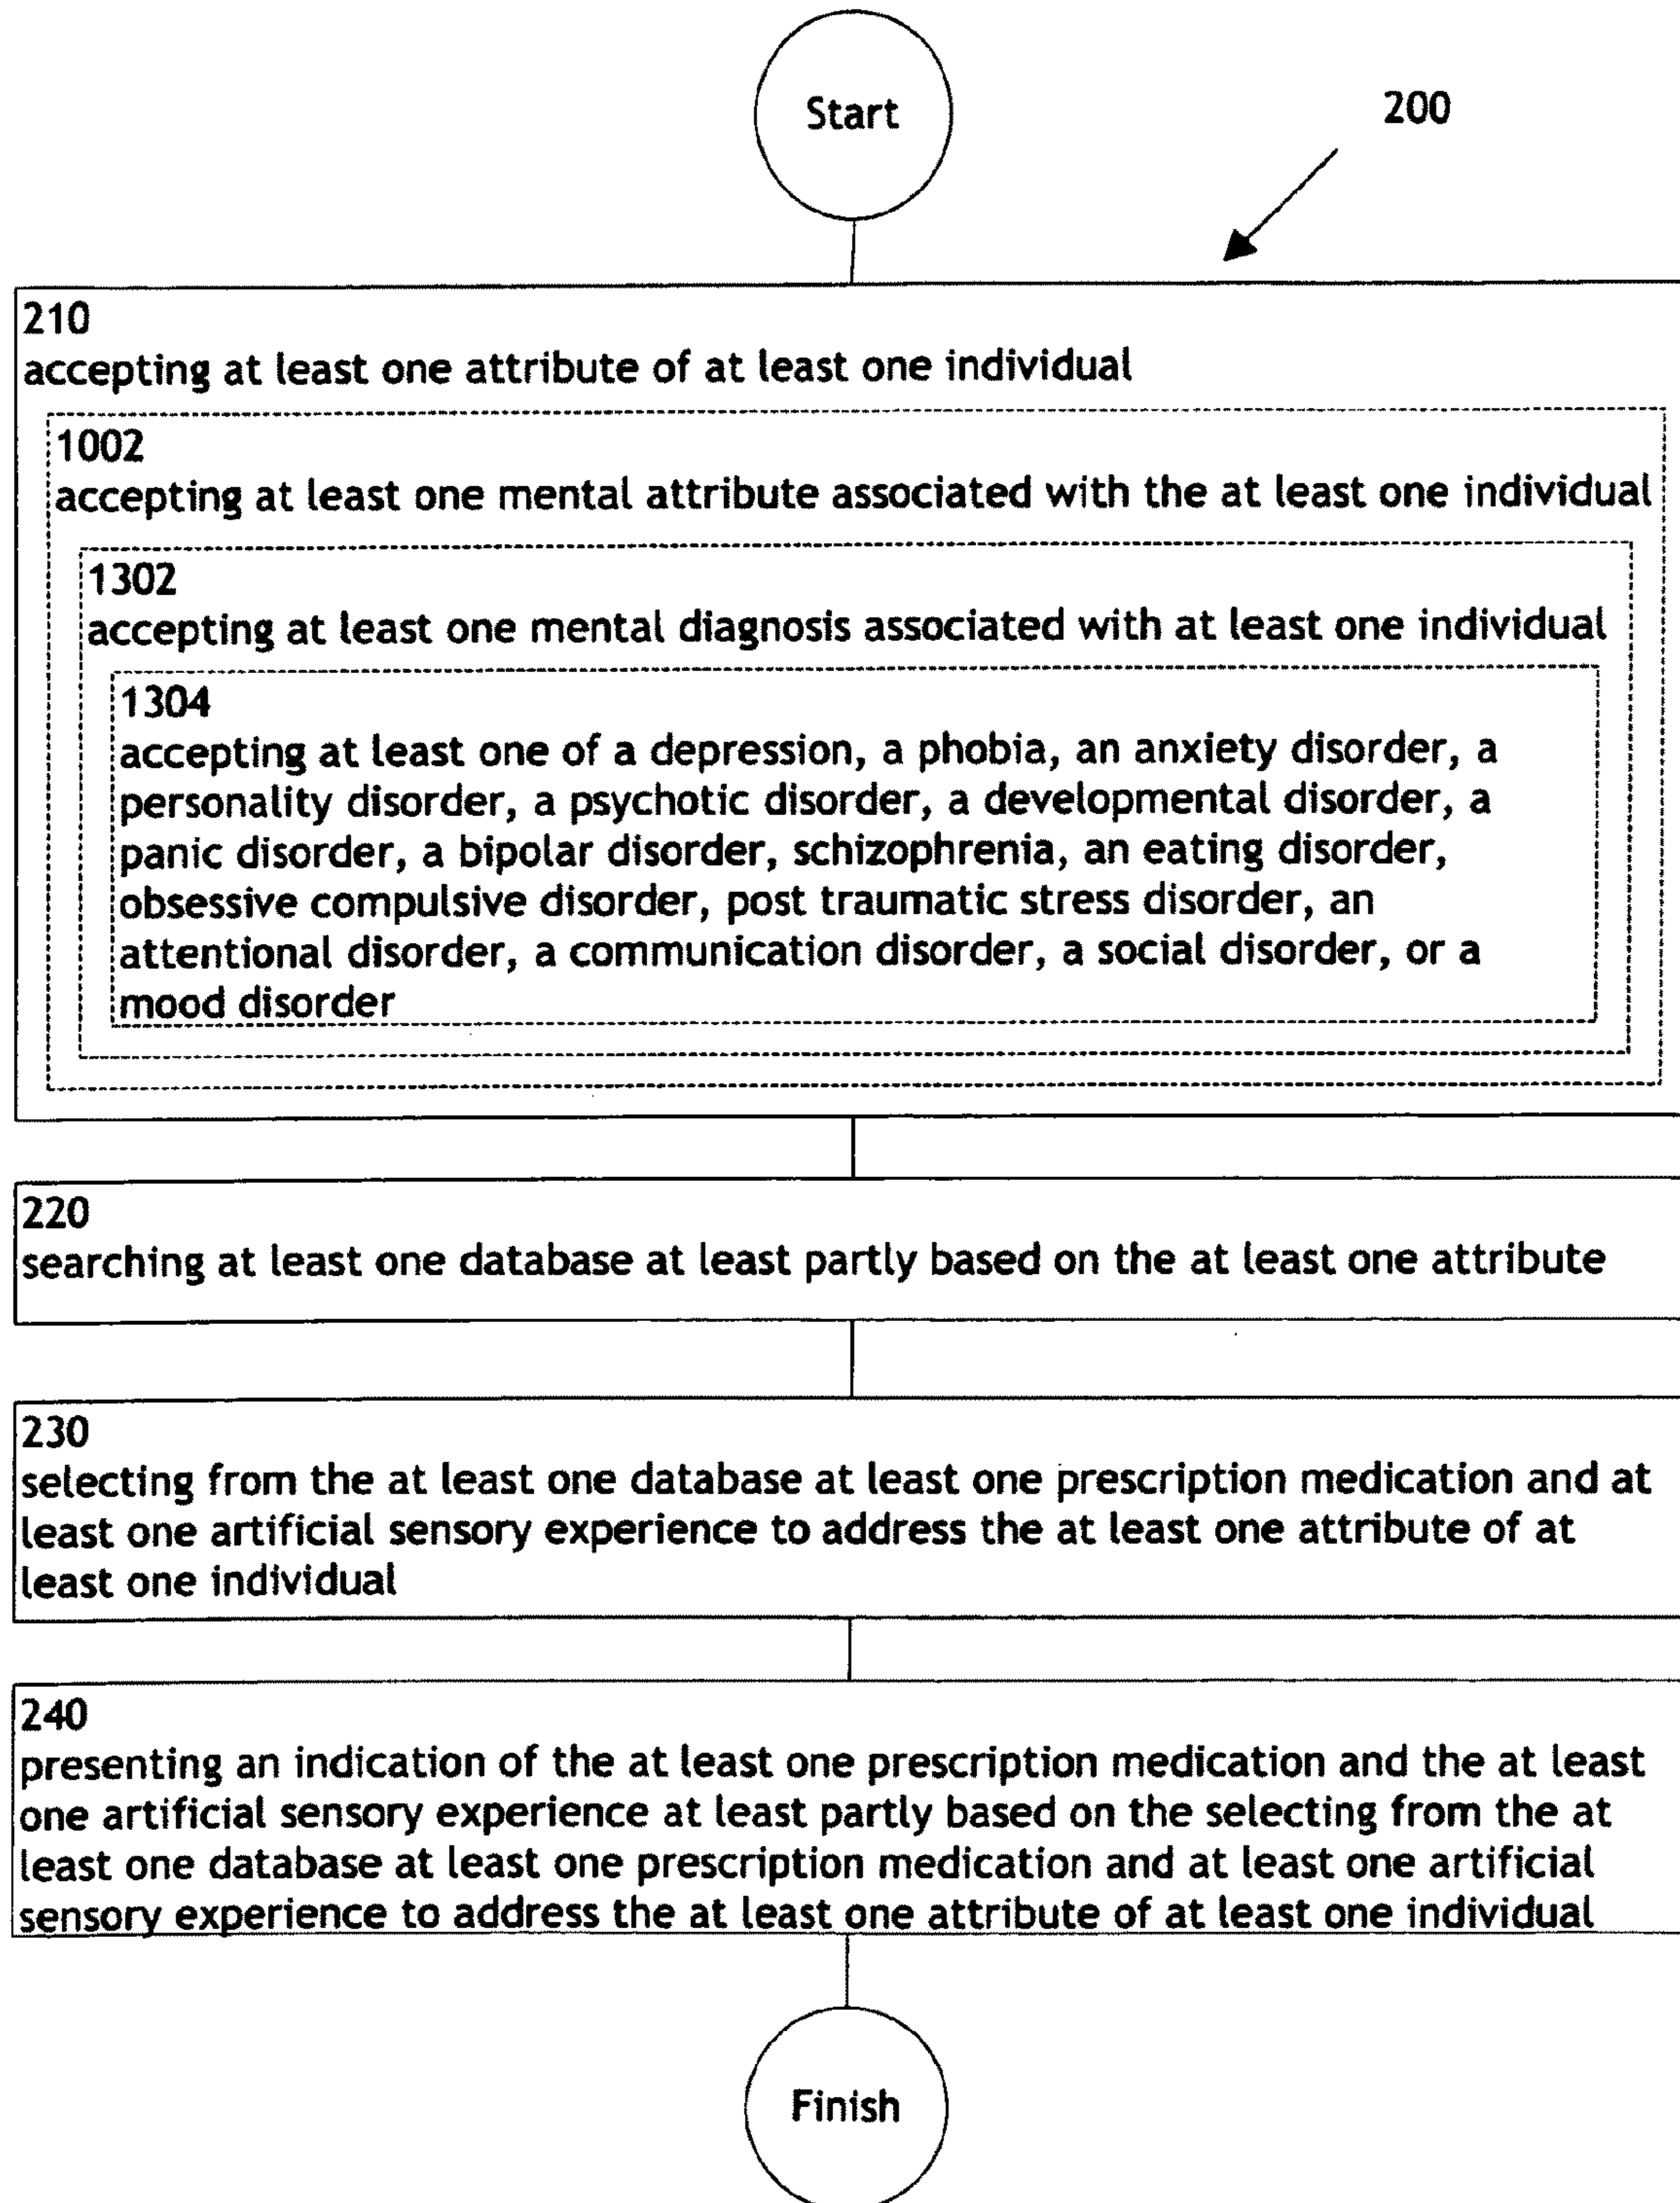 Start
200
210
accepting at least one attribute of at least one individual
1002
accepting at least one mental attribute associated with the at least one individual
1302
accepting at least one mental diagnosis associated with at least one individual
1304
accepting at least one of a depression, a phobia, an anxiety disorder, a
personality disorder, a psychotic disorder, a developmental disorder, a
panic disorder, a bipolar disorder, schizophrenia, an eating disorder,
obsessive compulsive disorder, post traumatic stress disorder, an
attentional disorder, a communication disorder, a social disorder, or a
mood disorder
220
searching at least one database at least partly based on the at least one attribute
230
selecting from the at least one database at least one prescription medication and at
least one artificial sensory experience to address the at least one attribute of at
least one individual
240
presenting an indication of the at least one prescription medication and the at least
one artificial sensory experience at least partly based on the selecting from the at
least one database at least one prescription medication and at least one artificial
sensory experience to address the at least one attribute of at least one individual
Finish